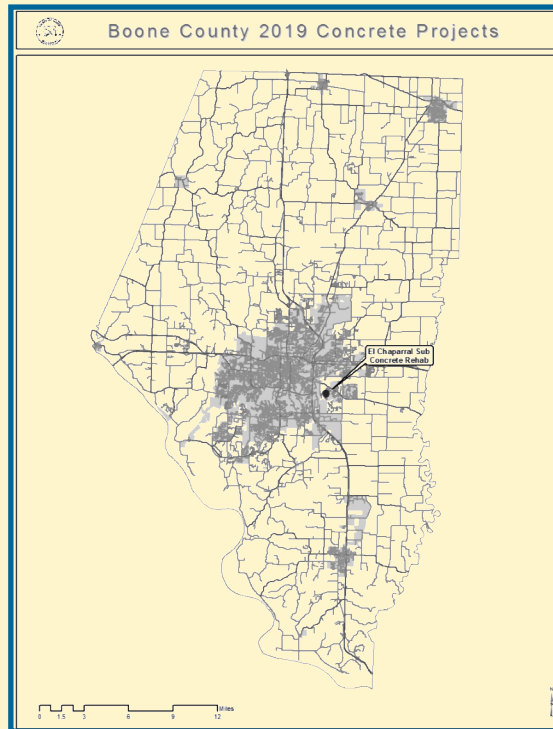 Boone County 2019 Concrete Projects
El Chaparral Sub
Concrete Rehab
Miles
0 1.5 3 6 9 12